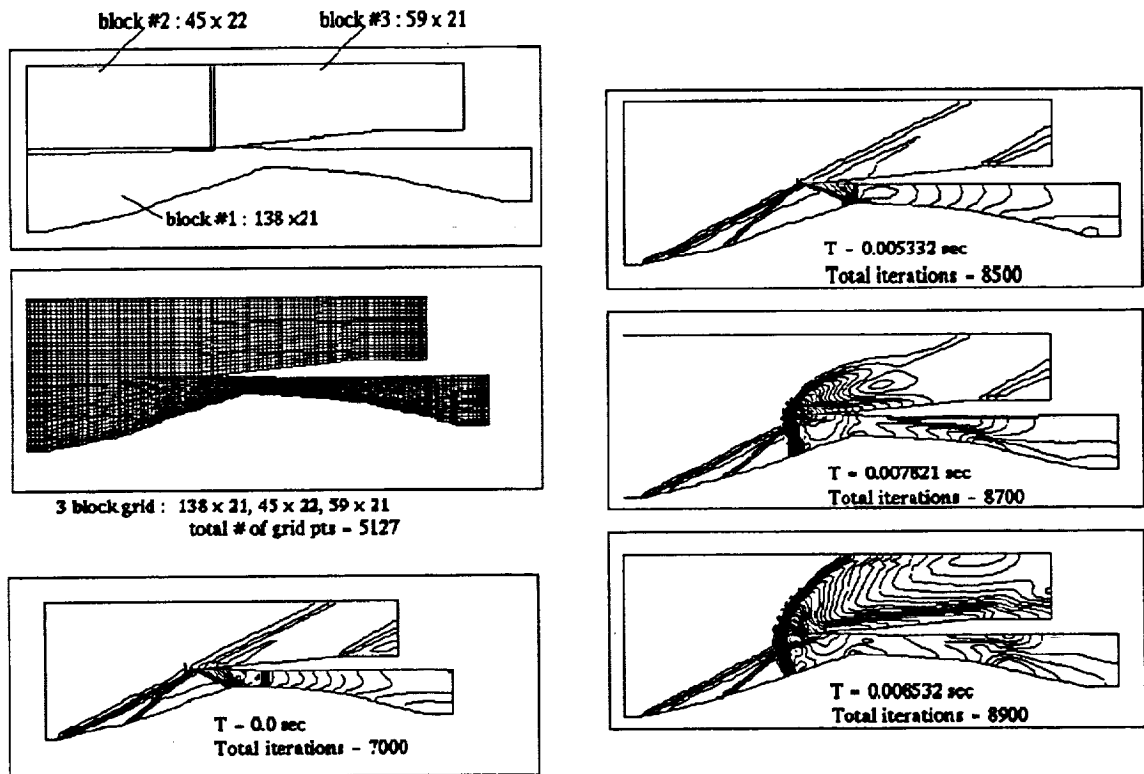 block #2 : 45 x 22
block #3 : 59 x 21
block #1 : 138 x21
3 block grid : 138 x 21, 45 x 22, 59 x 21
total # of grid pts - 5127
T - 0.0 sec
Total iterations - 7000
T - 0.005332 sec
Total iterations - 8500
T - 0.007821 sec
Total iterations - 8700
T - 0.008532 sec
Total iterations - 8900